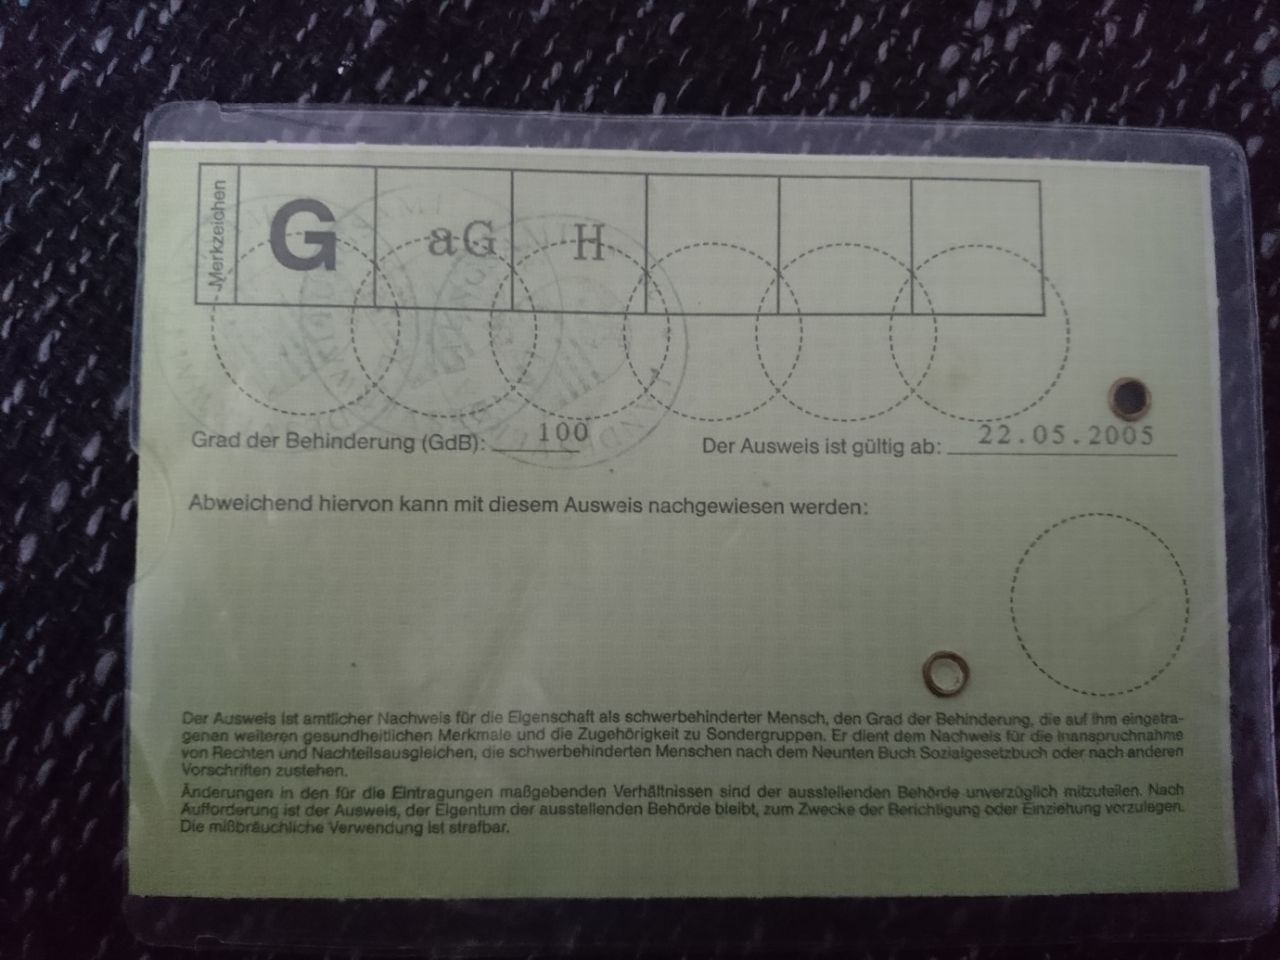 Merkzeichen
G aG H
Grad der Behinderung (GdB): 100 Der Ausweis ist gültig ab: 22.05.2005
Abweichend hiervon kann mit diesem Ausweis nachgewiesen werden:
Der Ausweis ist amtlicher Nachweis für die Eigenschaft als schwerbehinderter Mensch, den Grad der Behinderung, die auf ihm eingetra-
genen weiteren gesundheitlichen Merkmale und die Zugehörigkeit zu Sondergruppen. Er dient dem Nachweis für die Inanspruchnahme
von Rechten und Nachteilsausgleichen, die schwerbehinderten Menschen nach dem Neunten Buch Sozialgesetzbuch oder nach anderen
Vorschriften zustehen.
Änderungen in den für die Eintragungen maßgebenden Verhältnissen sind der ausstellenden Behörde unverzüglich mitzuteilen. Nach
Aufforderung ist der Ausweis, der Eigentum der ausstellenden Behörde bleibt, zum Zwecke der Berichtigung oder Einziehung vorzulegen.
Die mißbräuchliche Verwendung ist strafbar.